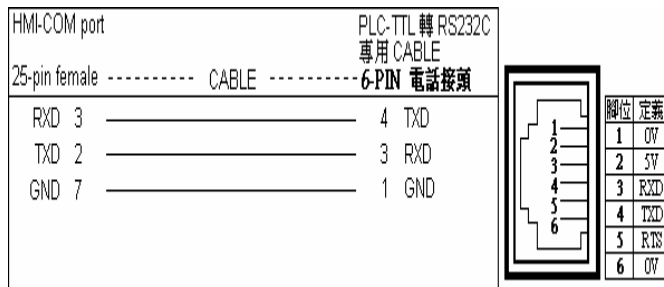 HMI-COM port PLC-TTL 轉 RS232C
專用 CABLE
25-pin female ---------- CABLE ---------- 6-PIN 電話接頭
RXD 3 4 TXD
TXD 2 3 RXD
GND 7 1 GND
1
2
3
4
5
6
腳位 定義
1 0V
2 5V
3 RXD
4 TXD
5 RTS
6 0V